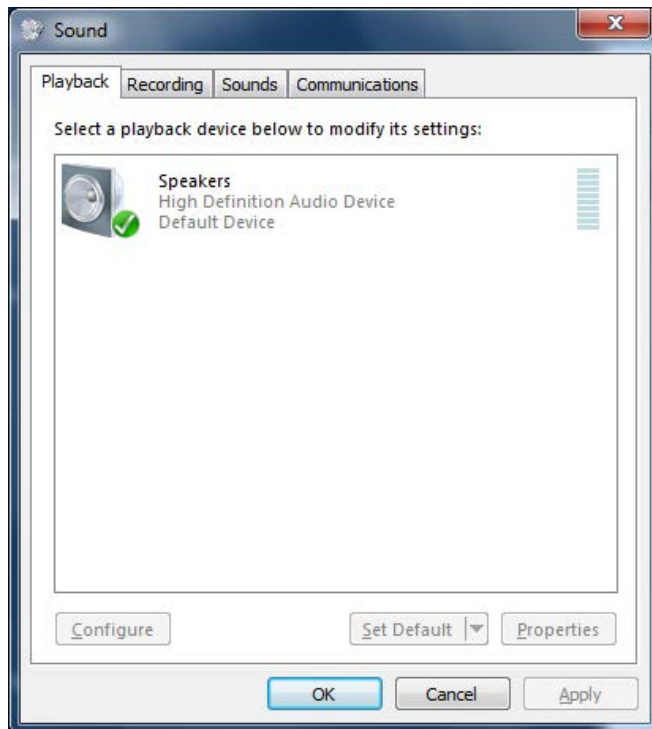 Sound
Playback Recording Sounds Communications
Select a playback device below to modify its settings:
Speakers
High Definition Audio Device
Default Device
Configure Set Default Properties
OK Cancel Apply